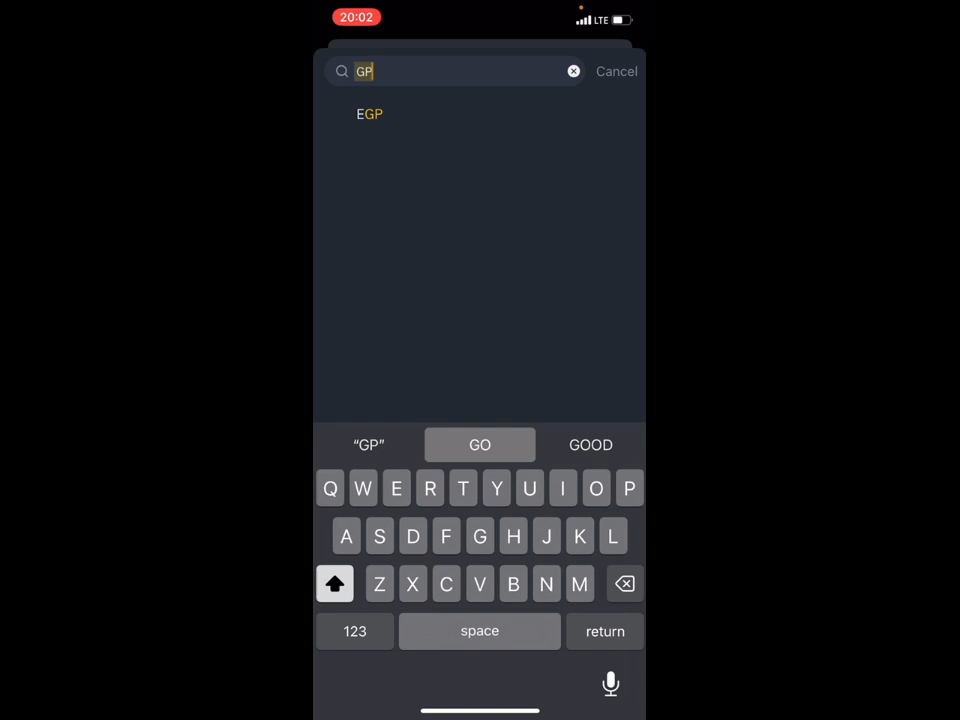 20:02
LTE
GP
Cancel
EGP
“GP” GO GOOD
Q W E R T Y U I O P
A S D F G H J K L
Z X C V B N M
123 space return